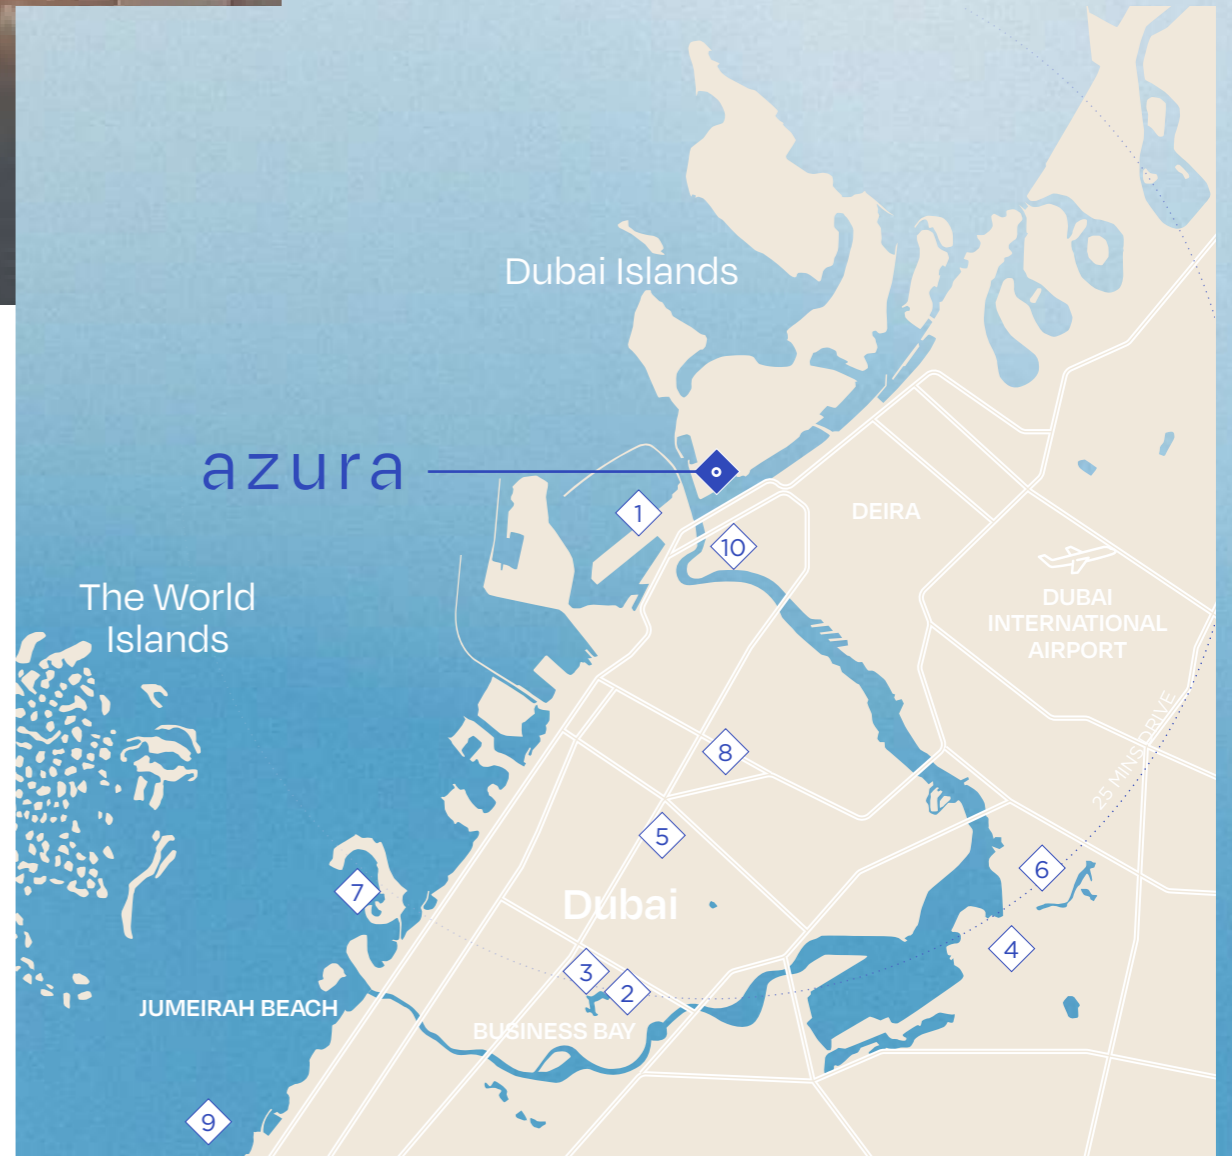 Dubai Islands
azura
1
10
DEIRA
The World
Islands
DUBAI
INTERNATIONAL
AIRPORT
25 MINS DRIVE
8
5
6
7
Dubai
4
3
2
JUMEIRAH BEACH
BUSINESS BAY
9